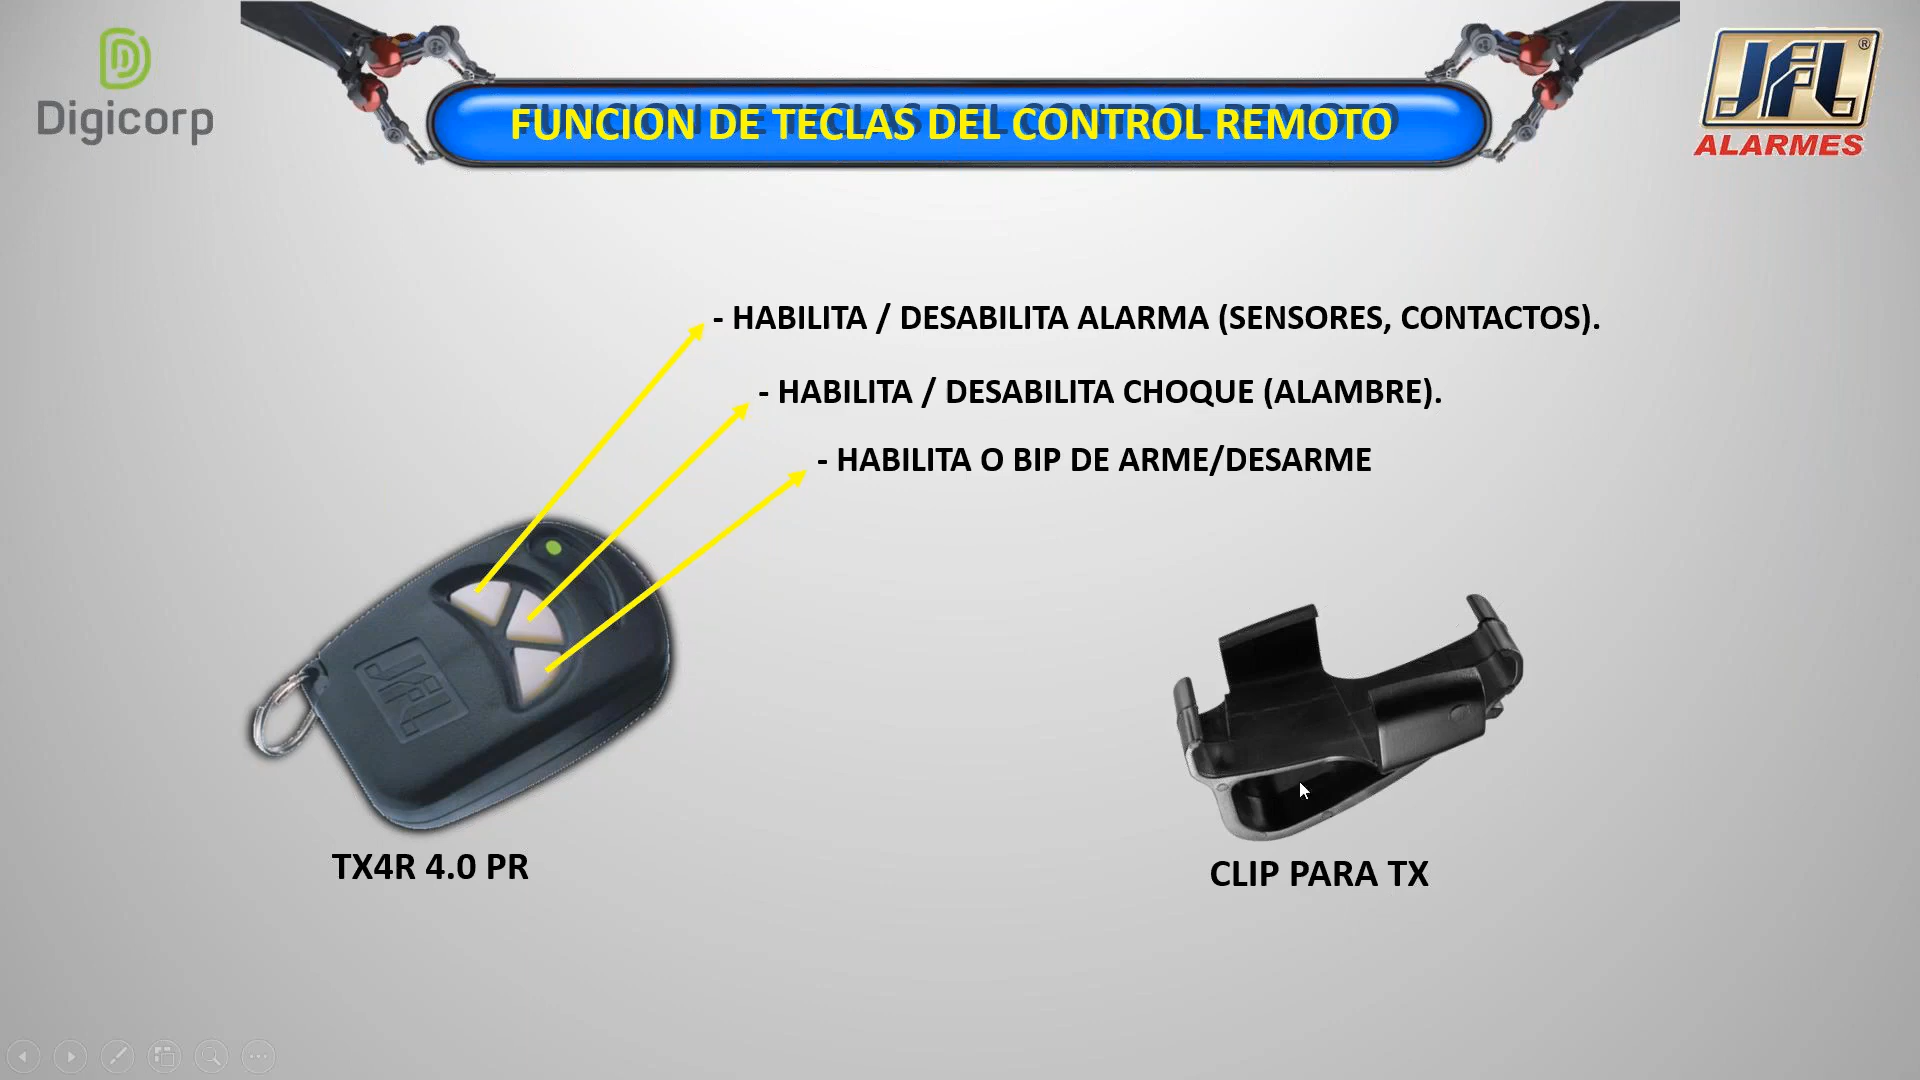 Digicorp
FUNCION DE TECLAS DEL CONTROL REMOTO
JFL®
ALARMES
- HABILITA / DESABILITA ALARMA (SENSORES, CONTACTOS).
- HABILITA / DESABILITA CHOQUE (ALAMBRE).
- HABILITA O BIP DE ARME/DESARME
JFL
TX4R 4.0 PR
CLIP PARA TX